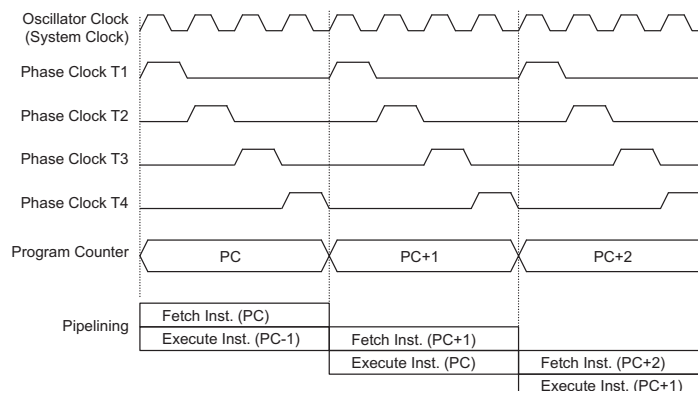 Oscillator Clock
(System Clock)
Phase Clock T1
Phase Clock T2
Phase Clock T3
Phase Clock T4
Program Counter
PC
PC+1
PC+2
Pipelining
Fetch Inst. (PC)
Execute Inst. (PC-1)
Fetch Inst. (PC+1)
Execute Inst. (PC)
Fetch Inst. (PC+2)
Execute Inst. (PC+1)